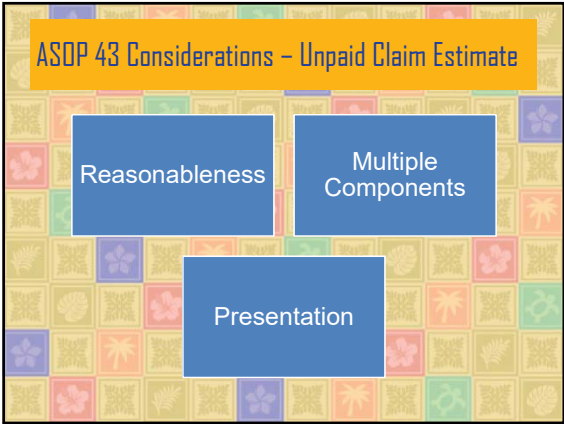 ASOP 43 Considerations – Unpaid Claim Estimate
Reasonableness
Multiple
Components
Presentation